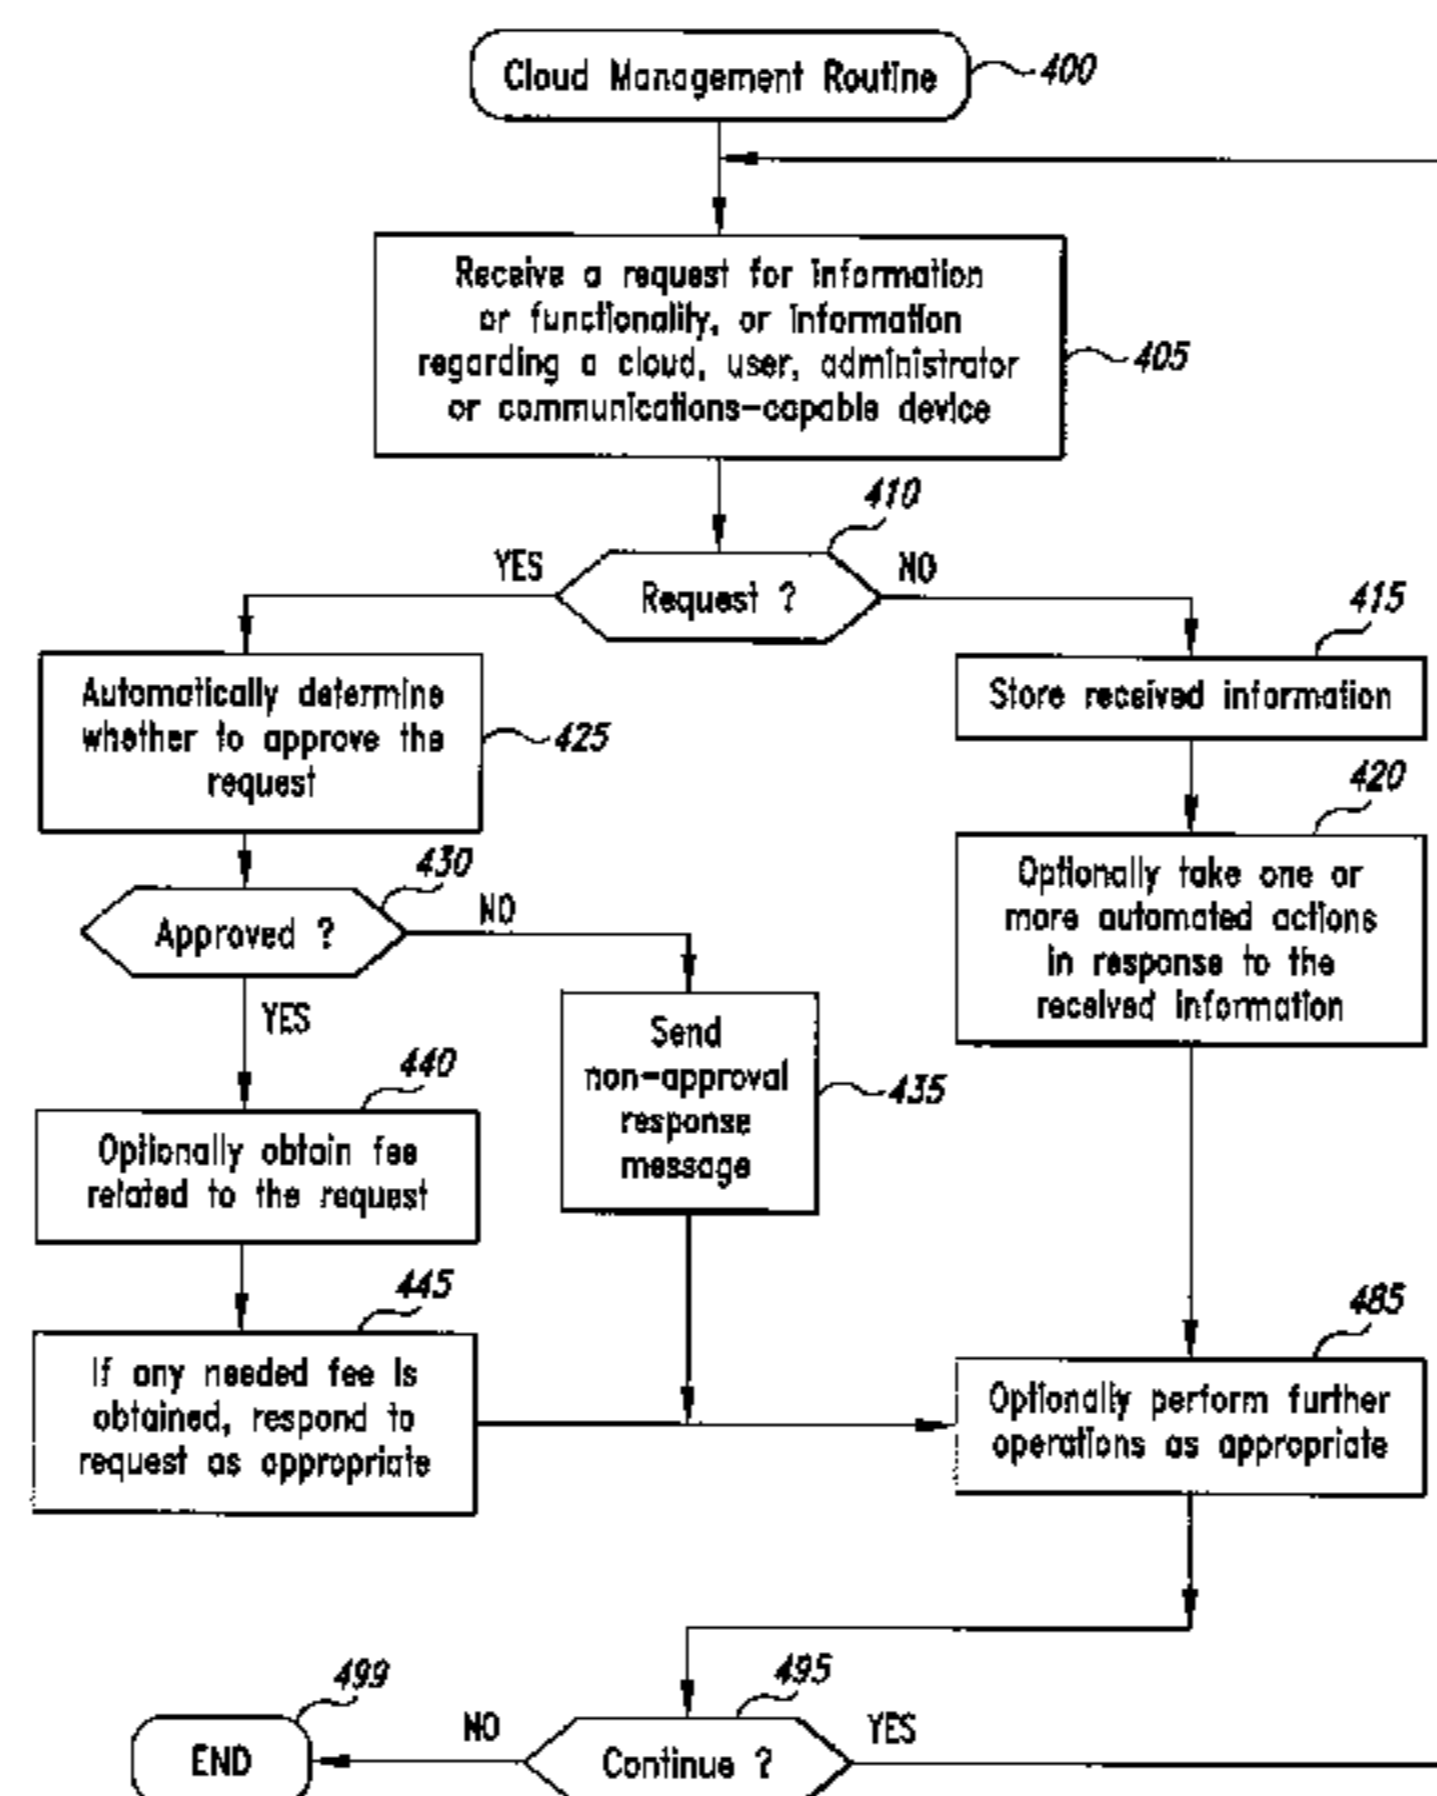 Cloud Management Routine
400
Receive a request for information
or functionality, or information
regarding a cloud, user, administrator
or communications-capable device
405
410
YES
Request ?
NO
415
Automatically determine
whether to approve the
request
425
Store received information
420
430
Approved ?
NO
YES
Optionally take one or
more automated actions
in response to the
received information
Send
non-approval
response
message
435
440
Optionally obtain fee
related to the request
445
If any needed fee is
obtained, respond to
request as appropriate
485
Optionally perform further
operations as appropriate
499
END
NO
495
Continue ?
YES